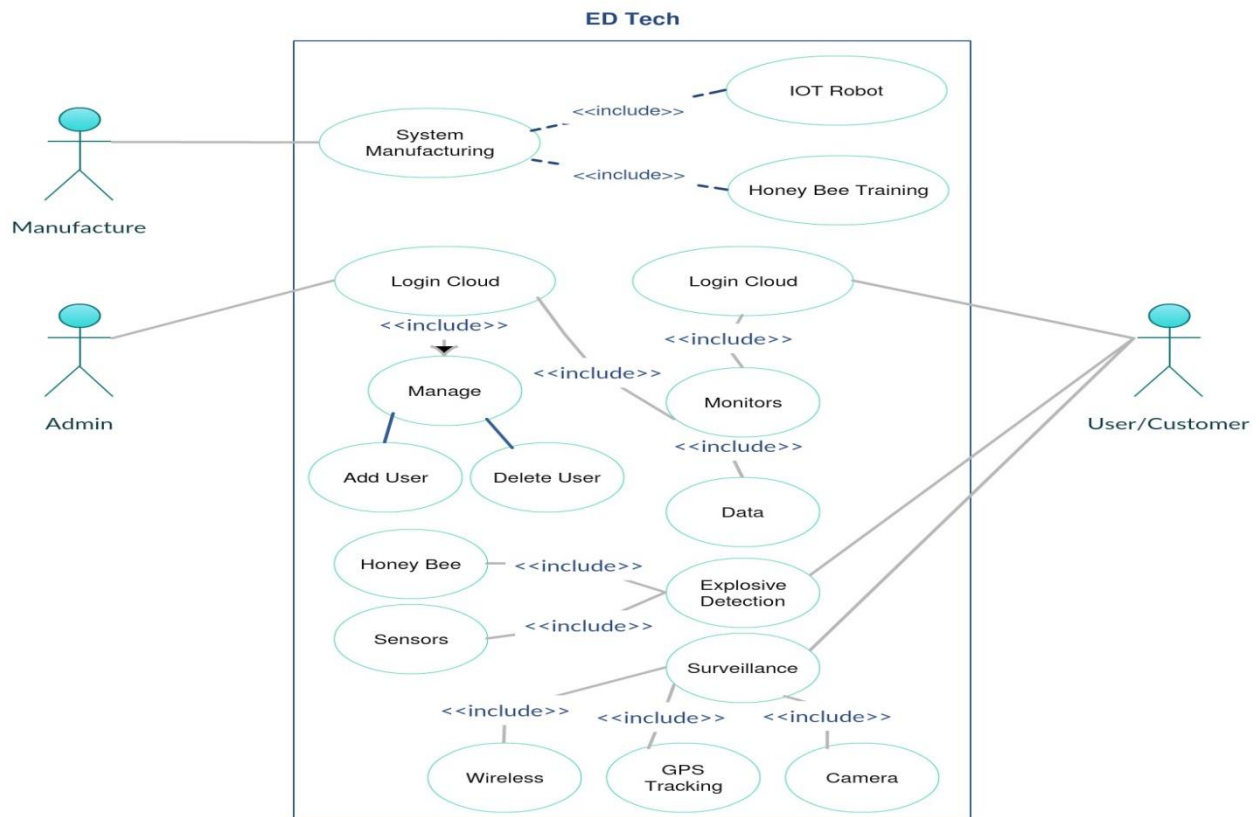 ED Tech
IOT Robot
<<include>>
System
Manufacturing
<<include>>
Honey Bee Training
Manufacture
Login Cloud
Login Cloud
<<include>>
<<include>>
<<include>>
Manage
Monitors
Admin
User/Customer
<<include>>
Add User
Delete User
Data
Honey Bee
<<include>>
Explosive
Detection
Sensors
<<include>>
Surveillance
<<include>>
<<include>>
<<include>>
Wireless
GPS
Tracking
Camera